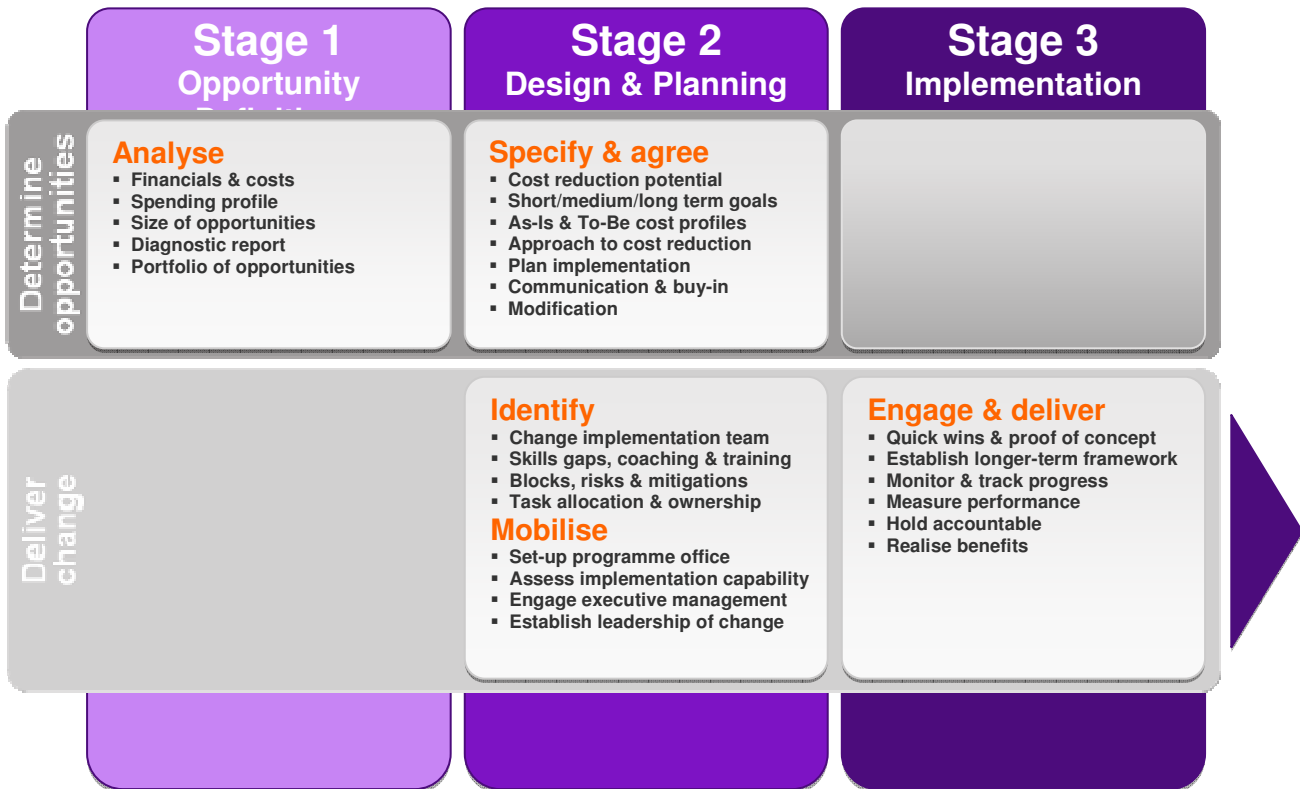 Stage 1
Opportunity
Stage 2
Design & Planning
Stage 3
Implementation
Determine
opportunities
Analyse
▪ Financials & costs
▪ Spending profile
▪ Size of opportunities
▪ Diagnostic report
▪ Portfolio of opportunities
Specify & agree
▪ Cost reduction potential
▪ Short/medium/long term goals
▪ As-Is & To-Be cost profiles
▪ Approach to cost reduction
▪ Plan implementation
▪ Communication & buy-in
▪ Modification
Deliver
change
Identify
▪ Change implementation team
▪ Skills gaps, coaching & training
▪ Blocks, risks & mitigations
▪ Task allocation & ownership
Mobilise
▪ Set-up programme office
▪ Assess implementation capability
▪ Engage executive management
▪ Establish leadership of change
Engage & deliver
▪ Quick wins & proof of concept
▪ Establish longer-term framework
▪ Monitor & track progress
▪ Measure performance
▪ Hold accountable
▪ Realise benefits